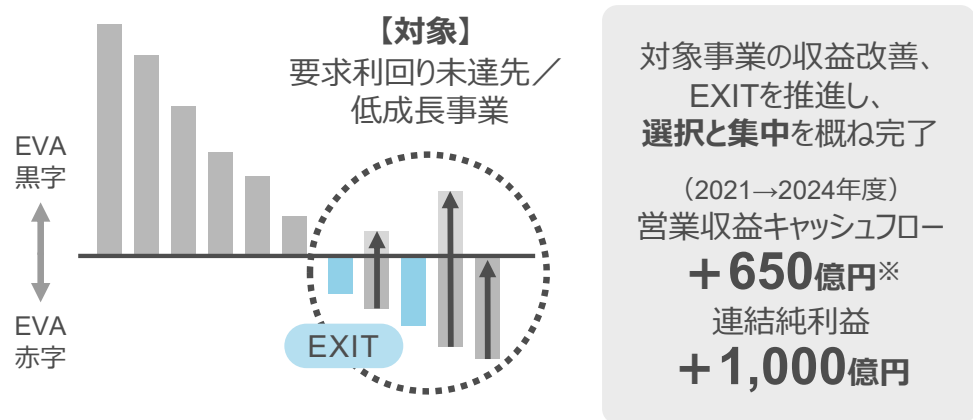 【対象】
要求利回り未達先／
低成長事業
EVA
黒字
EVA
赤字
EXIT
対象事業の収益改善、
EXITを推進し、
選択と集中を概ね完了
（2021→2024年度）
営業収益キャッシュフロー
＋650億円※
連結純利益
＋1,000億円